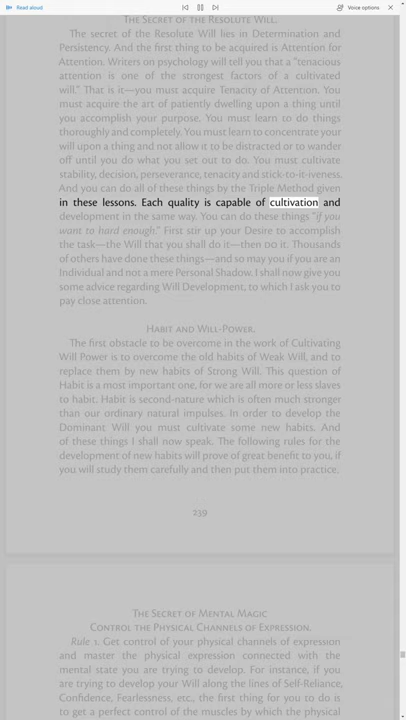 Read aloud
Voice options
The Secret of the Resolute Will.
The secret of the Resolute Will lies in Determination and
Persistency. And the first thing to be acquired is Attention for
Attention. Writers on psychology will tell you that a "tenacious
attention is one of the strongest factors of a cultivated
will." That is it—you must acquire Tenacity of Attention. You
must acquire the art of patiently dwelling upon a thing until
you accomplish your purpose. You must learn to do things
thoroughly and completely. You must learn to concentrate your
will upon a thing and not allow it to be distracted or to wander
off until you do what you set out to do. You must cultivate
stability, decision, perseverance, tenacity and stick-to-it-iveness.
And you can do all of these things by the Triple Method given
in these lessons. Each quality is capable of cultivation and
development in the same way. You can do these things "if you
want to hard enough." First stir up your Desire to accomplish
the task—the Will that you shall do it—then do it. Thousands
of others have done these things—and so may you if you are an
Individual and not a mere Personal Shadow. I shall now give you
some advice regarding Will Development, to which I ask you to
pay close attention.
Habit and Will-Power.
The first obstacle to be overcome in the work of Cultivating
Will Power is to overcome the old habits of Weak Will, and to
replace them by new habits of Strong Will. This question of
Habit is a most important one, for we are all more or less slaves
to habit. Habit is second-nature which is often much stronger
than our ordinary natural impulses. In order to develop the
Dominant Will you must cultivate some new habits. And
of these things I shall now speak. The following rules for the
development of new habits will prove of great benefit to you, if
you will study them carefully and then put them into practice.
239
The Secret of Mental Magic
Control the Physical Channels of Expression.
Rule 1. Get control of your physical channels of expression
and master the physical expression connected with the
mental state you are trying to develop. For instance, if you
are trying to develop your Will along the lines of Self-Reliance,
Confidence, Fearlessness, etc., the first thing for you to do is
to get a perfect control of the muscles by which the physical